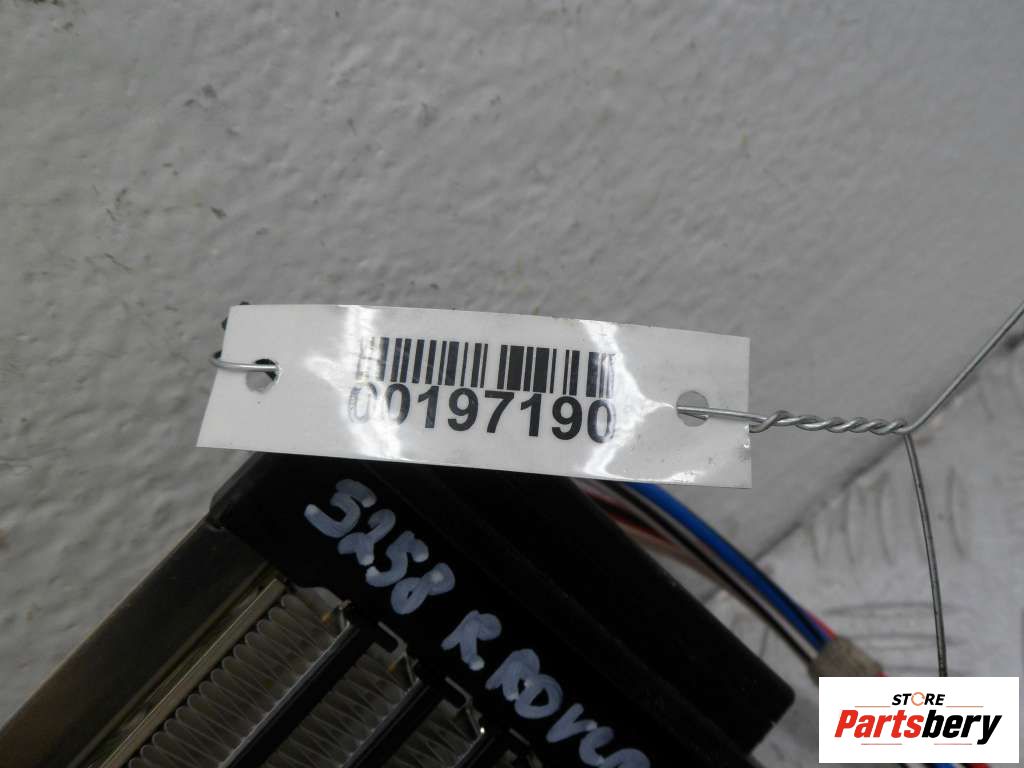 00197190
5258 R. ROVER
STORE
Partsbery